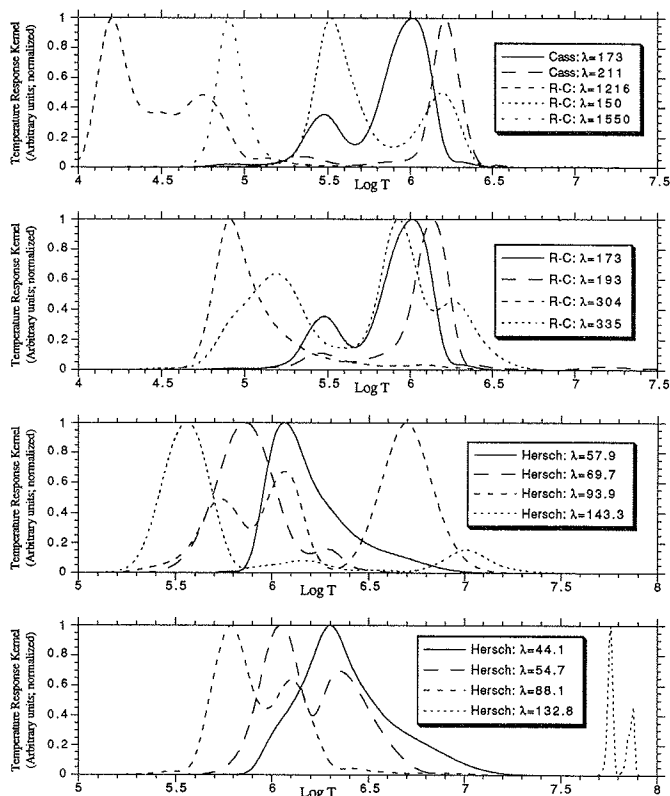 Temperature Response Kernel
(Arbitrary units; normalized)
1
0.8
0.6
0.4
0.2
0
Cass: λ=173
Cass: λ=211
R-C: λ=1216
R-C: λ=150
R-C: λ=1550
4
4.5
5
5.5
6
6.5
7
7.5
Log T
Temperature Response Kernel
(Arbitrary units; normalized)
1
0.8
0.6
0.4
0.2
0
R-C: λ=173
R-C: λ=193
R-C: λ=304
R-C: λ=335
4
4.5
5
5.5
6
6.5
7
7.5
Log T
Temperature Response Kernel
(Arbitrary units; normalized)
1
0.8
0.6
0.4
0.2
0
Hersch: λ=57.9
Hersch: λ=69.7
Hersch: λ=93.9
Hersch: λ=143.3
5
5.5
6
6.5
7
7.5
8
Log T
Temperature Response Kernel
(Arbitrary units; normalized)
1
0.8
0.6
0.4
0.2
0
Hersch: λ=44.1
Hersch: λ=54.7
Hersch: λ=88.1
Hersch: λ=132.8
5
5.5
6
6.5
7
7.5
8
Log T